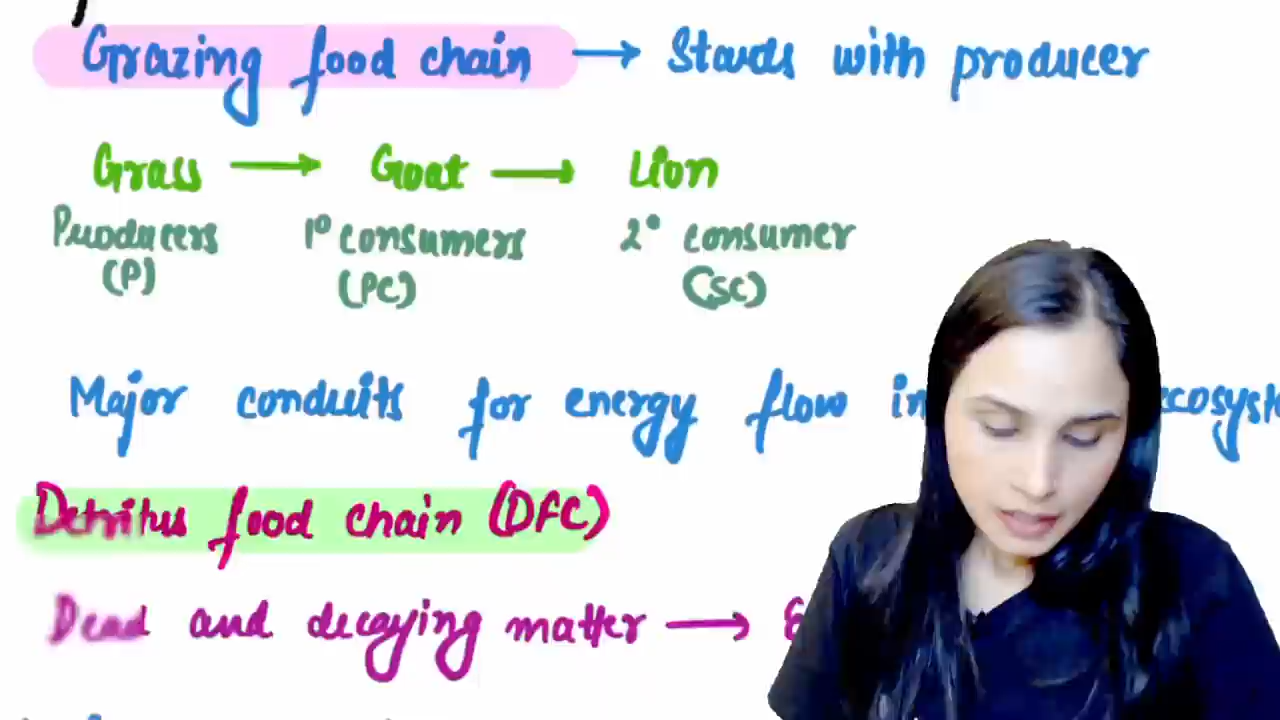 Grazing food chain → Starts with producer
Grass → Goat → Lion
Producers 1° consumers 2° consumer
(P) (PC) (SC)
Major conduits for energy flow in
Detritus food chain (DFC)
Dead and decaying matter →